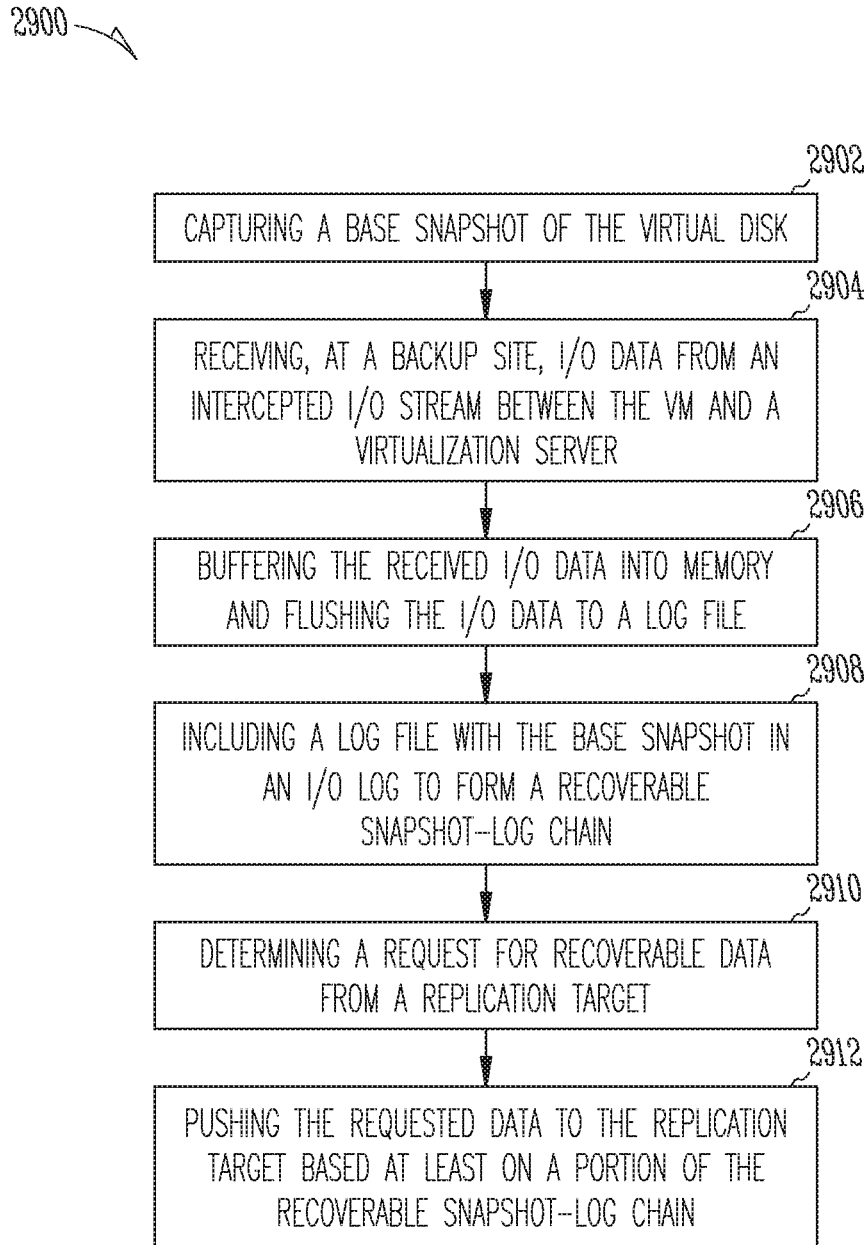 2900
2902
CAPTURING A BASE SNAPSHOT OF THE VIRTUAL DISK
2904
RECEIVING, AT A BACKUP SITE, I/O DATA FROM AN
INTERCEPTED I/O STREAM BETWEEN THE VM AND A
VIRTUALIZATION SERVER
2906
BUFFERING THE RECEIVED I/O DATA INTO MEMORY
AND FLUSHING THE I/O DATA TO A LOG FILE
2908
INCLUDING A LOG FILE WITH THE BASE SNAPSHOT IN
AN I/O LOG TO FORM A RECOVERABLE
SNAPSHOT-LOG CHAIN
2910
DETERMINING A REQUEST FOR RECOVERABLE DATA
FROM A REPLICATION TARGET
2912
PUSHING THE REQUESTED DATA TO THE REPLICATION
TARGET BASED AT LEAST ON A PORTION OF THE
RECOVERABLE SNAPSHOT-LOG CHAIN